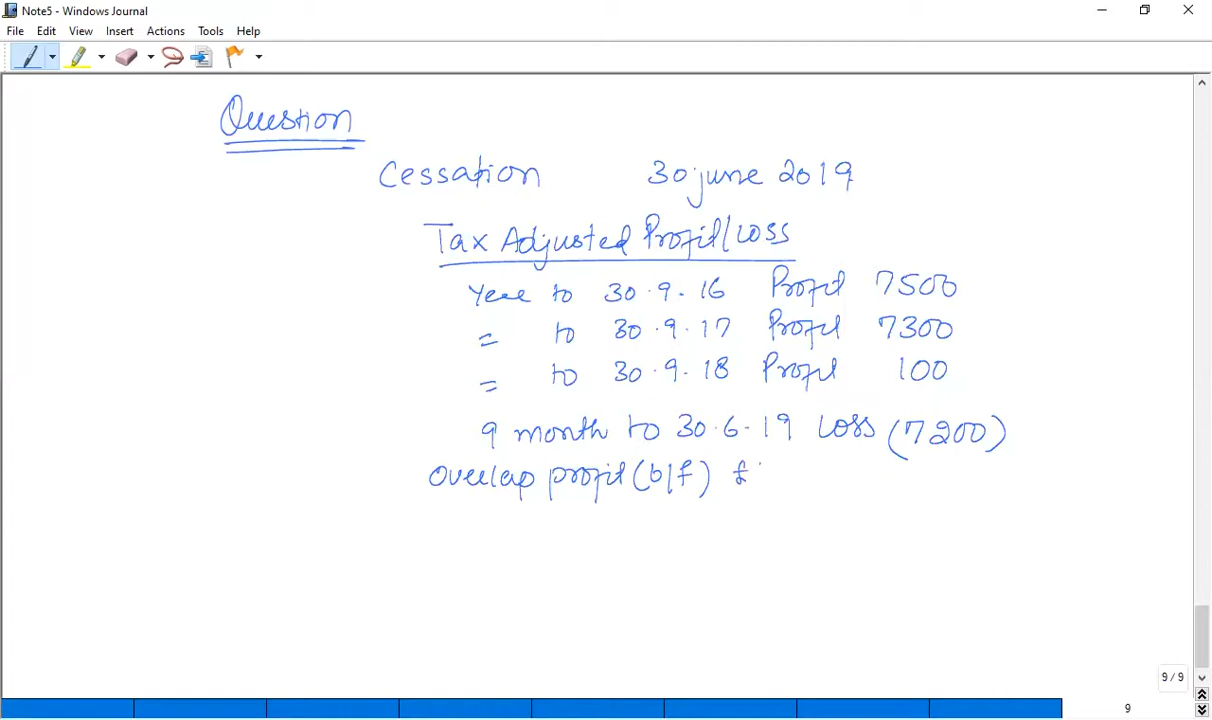 Note5 - Windows Journal
File Edit View Insert Actions Tools Help
Question
Cessation 30 june 2019
Tax Adjusted Profit/Loss
Year to 30.9.16 Profit 7500
= to 30.9.17 Profit 7300
= to 30.9.18 Profit 100
9 month to 30.6.19 Loss (7200)
Overlap profit (b/f) £
9/9
9